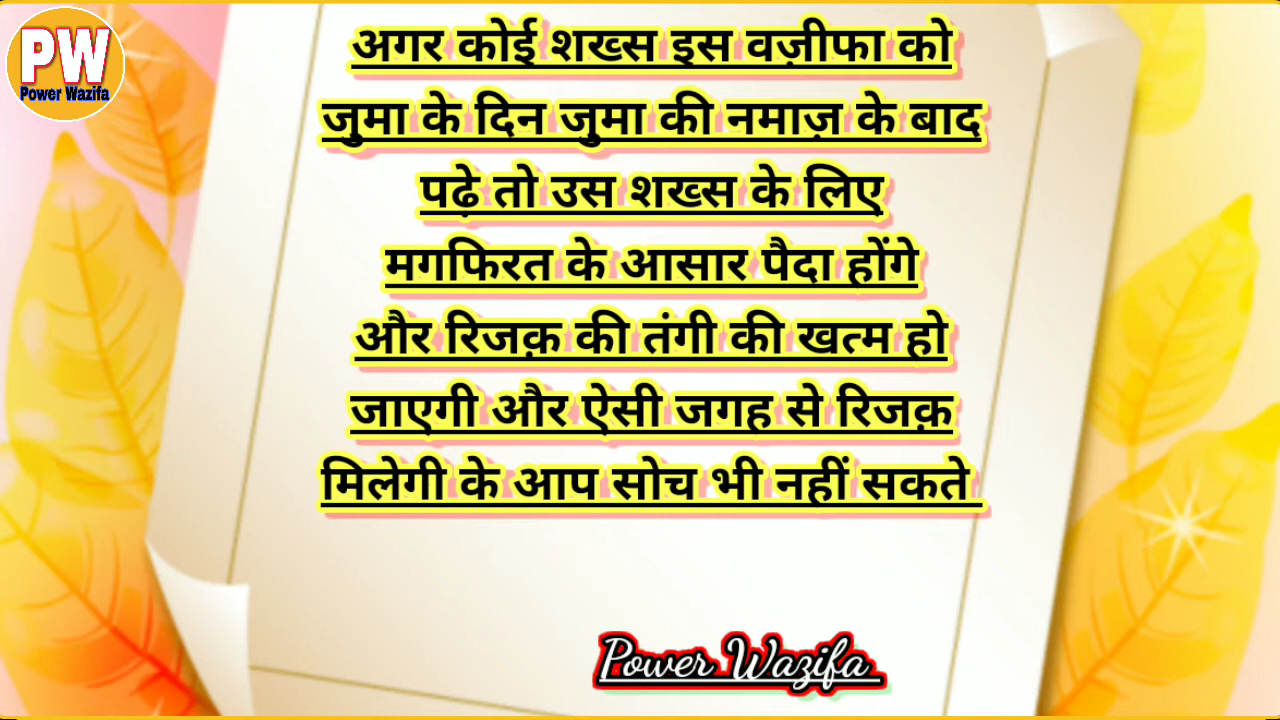 PW
Power Wazifa
अगर कोई शख्स इस वज़ीफा को
जुमा के दिन जुमा की नमाज़ के बाद
पढ़े तो उस शख्स के लिए
मगफिरत के आसार पैदा होंगे
और रिजक़ की तंगी की खत्म हो
जाएगी और ऐसी जगह से रिजक़
मिलेगी के आप सोच भी नहीं सकते
Power Wazifa